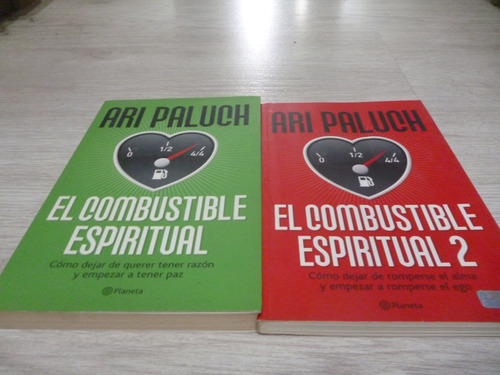 ARI PALUCH
0
1/2
4/4
EL COMBUSTIBLE
ESPIRITUAL
Cómo dejar de querer tener razón
y empezar a tener paz
Planeta
ARI PALUCH
0
1/2
4/4
EL COMBUSTIBLE
ESPIRITUAL 2
Cómo dejar de romperse el alma
y empezar a romperse el ego
Planeta